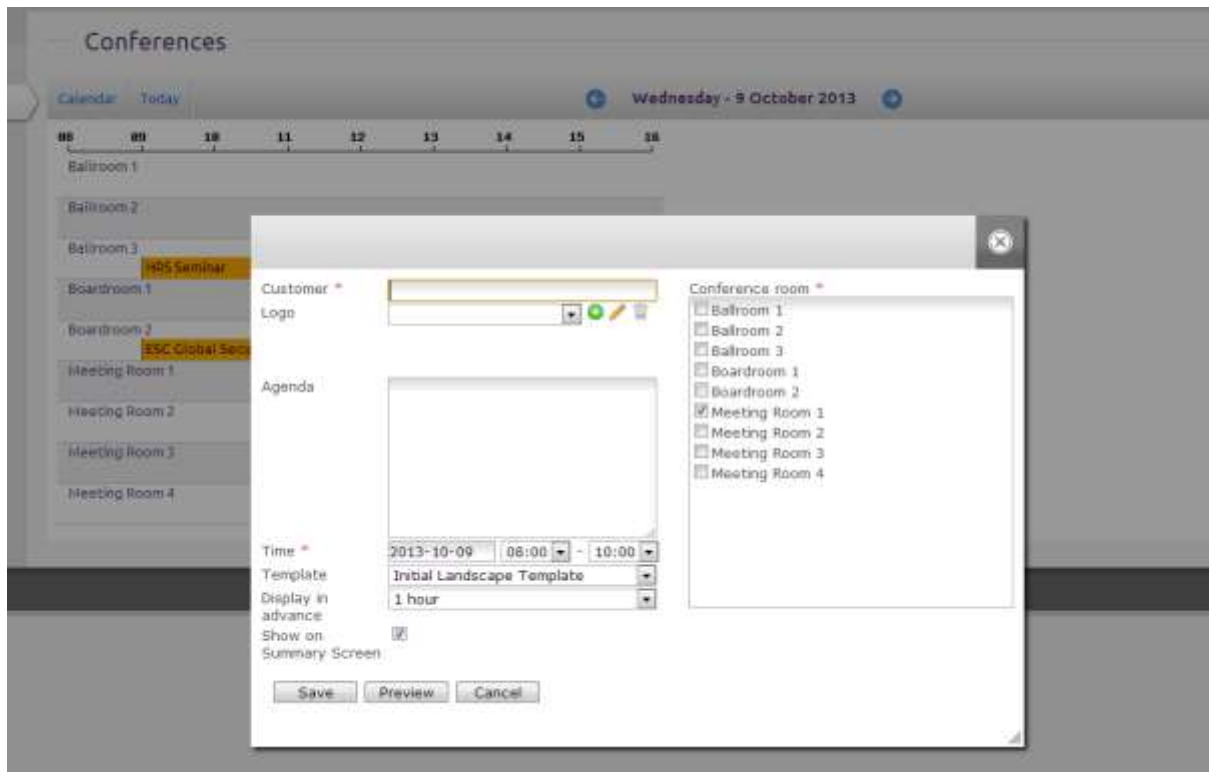 Conferences
Calendar Today Wednesday - 9 October 2013
08 09 10 11 12 13 14 15 16
Ballroom 1
Ballroom 2
Ballroom 3
HRS Seminar
Boardroom 1
Boardroom 2
ESC Global Secu
Meeting Room 1
Meeting Room 2
Meeting Room 3
Meeting Room 4
Customer *
Logo
Agenda
Time * 2013-10-09 08:00 - 10:00
Template Initial Landscape Template
Display in advance 1 hour
Show on
Summary Screen
Save Preview Cancel
Conference room *
Ballroom 1
Ballroom 2
Ballroom 3
Boardroom 1
Boardroom 2
Meeting Room 1
Meeting Room 2
Meeting Room 3
Meeting Room 4